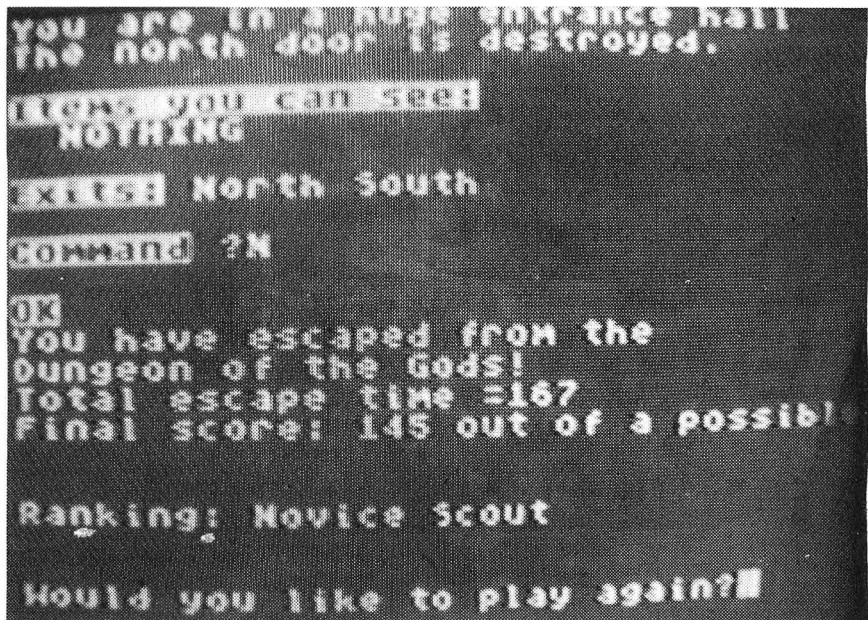 You are in a huge entrance hall
The north door is destroyed.
Items you can see:
NOTHING
Exits: North South
Command ?N
OK
You have escaped from the
Dungeon of the Gods!
Total escape time =167
Final score: 145 out of a possible
Ranking: Novice Scout
Would you like to play again?